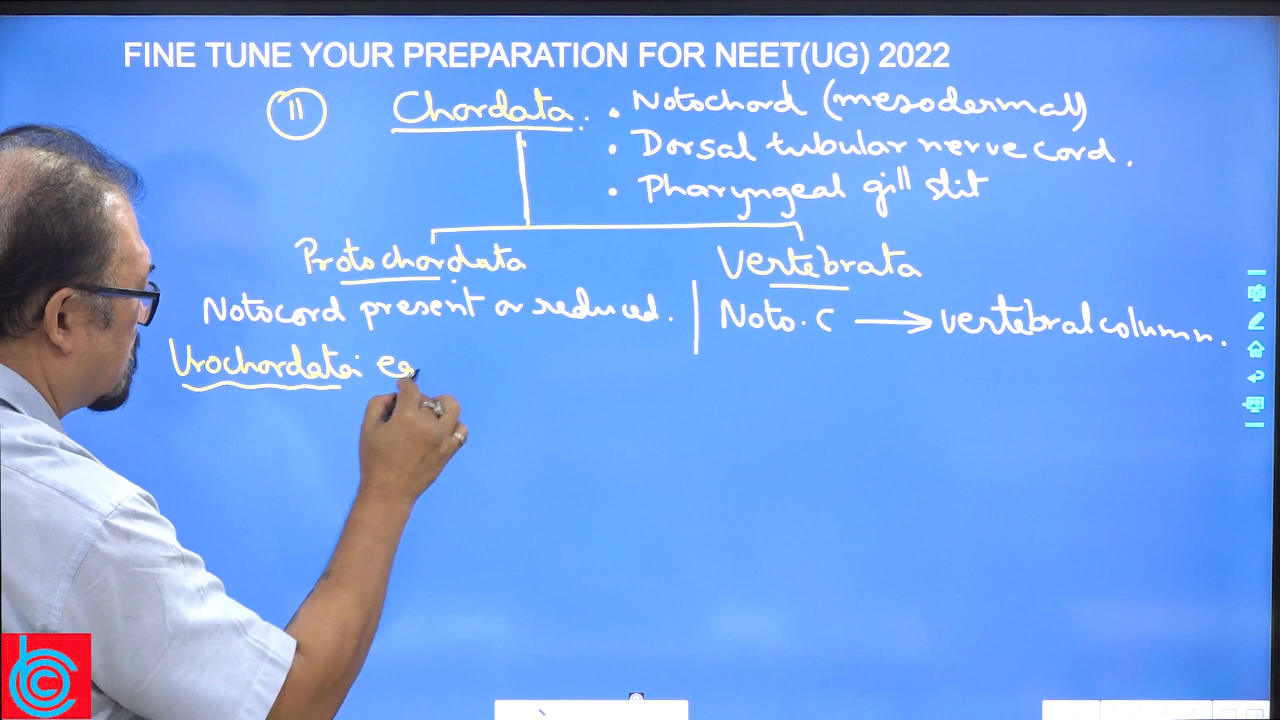 FINE TUNE YOUR PREPARATION FOR NEET(UG) 2022
11 Chordata. • Notochord (mesodermal)
• Dorsal tubular nerve cord.
• Pharyngeal gill slit
Protochordata Vertebrata
Notocord present or reduced. Noto. C → vertebral column.
Urochordata: eg
bcc